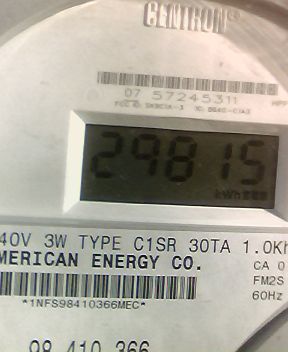 CENTRON
07 57245311
29815
kWh
40V 3W TYPE C1SR 30TA 1.0Kh
MERICAN ENERGY CO.
CA 0
FM2S
*1NFS98410366MEC*
60Hz
98 410 366